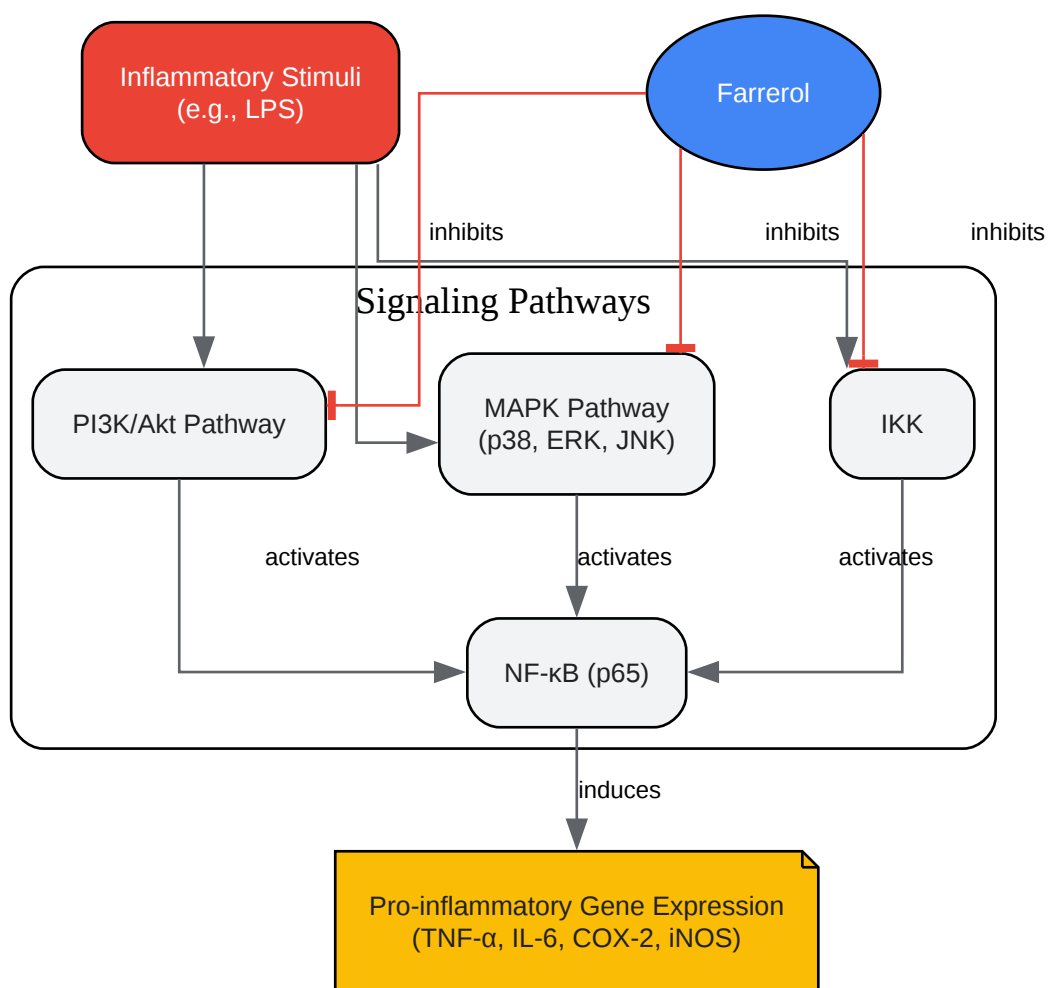 Inflammatory Stimuli
(e.g., LPS)
Farrerol
inhibits
inhibits
inhibits
Signaling Pathways
PI3K/Akt Pathway
MAPK Pathway
(p38, ERK, JNK)
IKK
activates
activates
activates
NF-κB (p65)
induces
Pro-inflammatory Gene Expression
(TNF-α, IL-6, COX-2, iNOS)